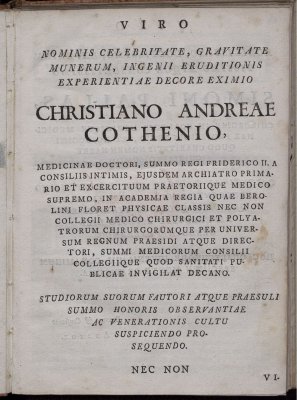 VIRO
NOMINIS CELEBRITATE, GRAVITATE
MUNERUM, INGENII ERUDITIONIS
EXPERIENTIAE DECORE EXIMIO
CHRISTIANO ANDREAE
COTHENIO,
MEDICINAE DOCTORI, SUMMO REGI FRIDERICO II. A
CONSILIIS INTIMIS, EJUSDEM ARCHIATRO PRIMA-
RIO ET EXCERCITUUM PRAETORIIQUE MEDICO
SUPREMO, IN ACADEMIA REGIA QUAE BERO-
LINI FLORET PHYSICAE CLASSIS NEC NON
COLLEGII MEDICO CHIRURGICI ET POLYA-
TRORUM CHIRURGORUMQUE PER UNIVER-
SUM REGNUM PRAESIDI ATQUE DIREC-
TORI, SUMMI MEDICORUM CONSILII
COLLEGIIQUE QUOD SANITATI PU-
BLICAE INVIGILAT DECANO.
STUDIORUM SUORUM FAUTORI ATQUE PRAESULI
SUMMO HONORIS OBSERVANTIAE
AC VENERATIONIS CULTU
SUSPICIENDO PRO-
SEQUENDO.
NEC NON
VI-